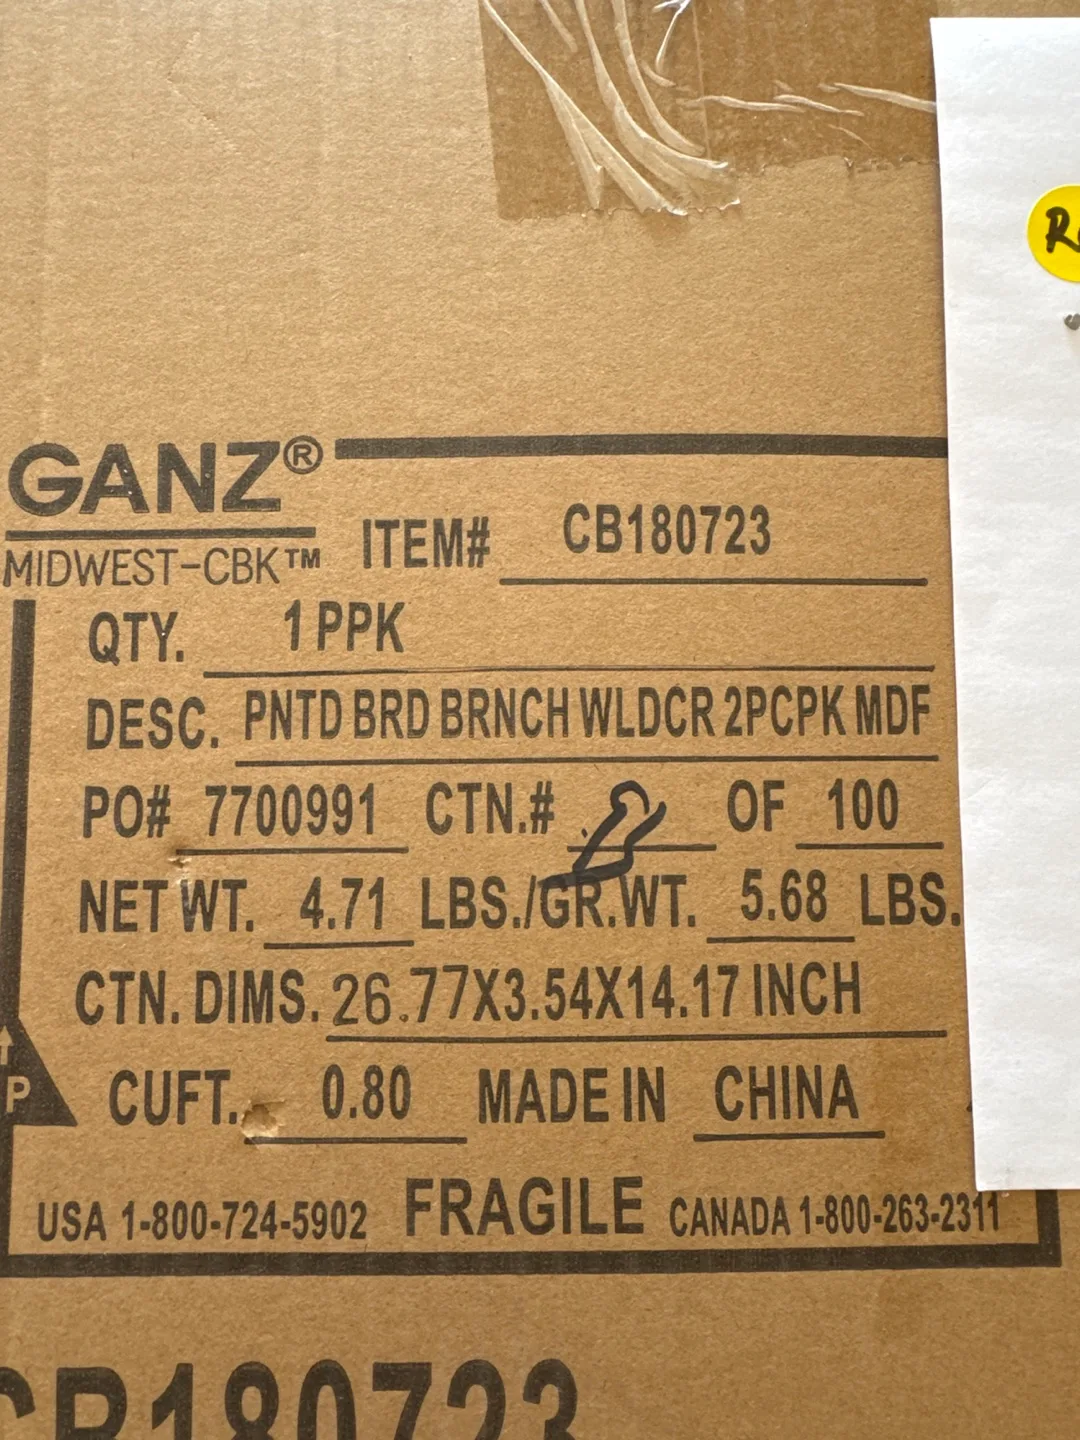 GANZ®
MIDWEST-CBK™
ITEM# CB180723
QTY. 1 PPK
DESC. PNTD BRD BRNCH WLDCR 2PCPK MDF
PO# 7700991 CTN.# OF 100
NET WT. 4.71 LBS./GR.WT. 5.68 LBS.
CTN. DIMS. 26.77X3.54X14.17 INCH
CUFT. 0.80 MADE IN CHINA
USA 1-800-724-5902 FRAGILE CANADA 1-800-263-2311
CB180723